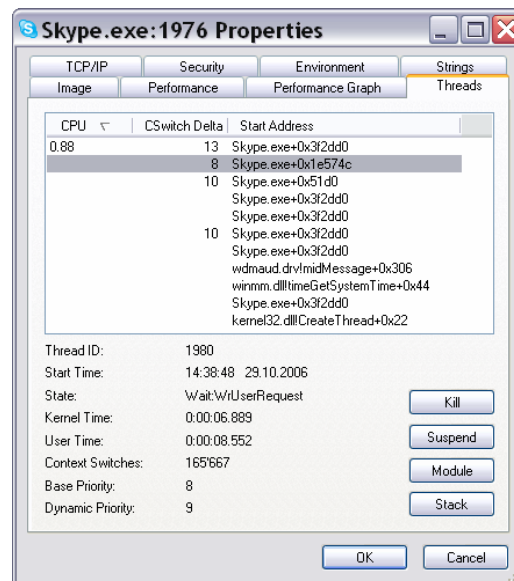 Skype.exe:1976 Properties
TCP/IP Security Environment Strings
Image Performance Performance Graph Threads
CPU CSwitch Delta Start Address
0.88 13 Skype.exe+0x3f2dd0
8 Skype.exe+0x1e574c
10 Skype.exe+0x51d0
Skype.exe+0x3f2dd0
Skype.exe+0x3f2dd0
10 Skype.exe+0x3f2dd0
Skype.exe+0x3f2dd0
wdmaud.drv!midMessage+0x306
winmm.dll!timeGetSystemTime+0x44
Skype.exe+0x3f2dd0
kernel32.dll!CreateThread+0x22
Thread ID: 1980
Start Time: 14:38:48 29.10.2006
State: Wait:WrUserRequest
Kernel Time: 0:00:06.889
User Time: 0:00:08.552
Context Switches: 165'667
Base Priority: 8
Dynamic Priority: 9
Kill
Suspend
Module
Stack
OK Cancel